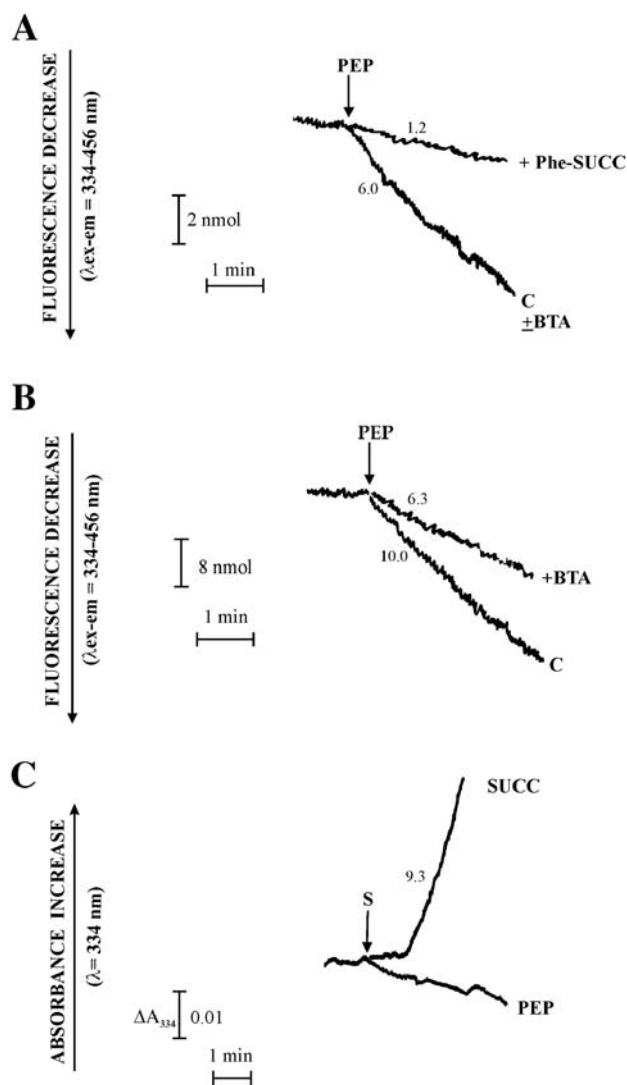 A
FLUORESCENCE DECREASE
(λex-em = 334-456 nm)
PEP
1.2
+ Phe-SUCC
6.0
2 nmol
1 min
C
±BTA
B
FLUORESCENCE DECREASE
(λex-em = 334-456 nm)
PEP
6.3
10.0
+BTA
8 nmol
1 min
C
C
ABSORBANCE INCREASE
(λ= 334 nm)
SUCC
9.3
S
PEP
ΔA334 0.01
1 min